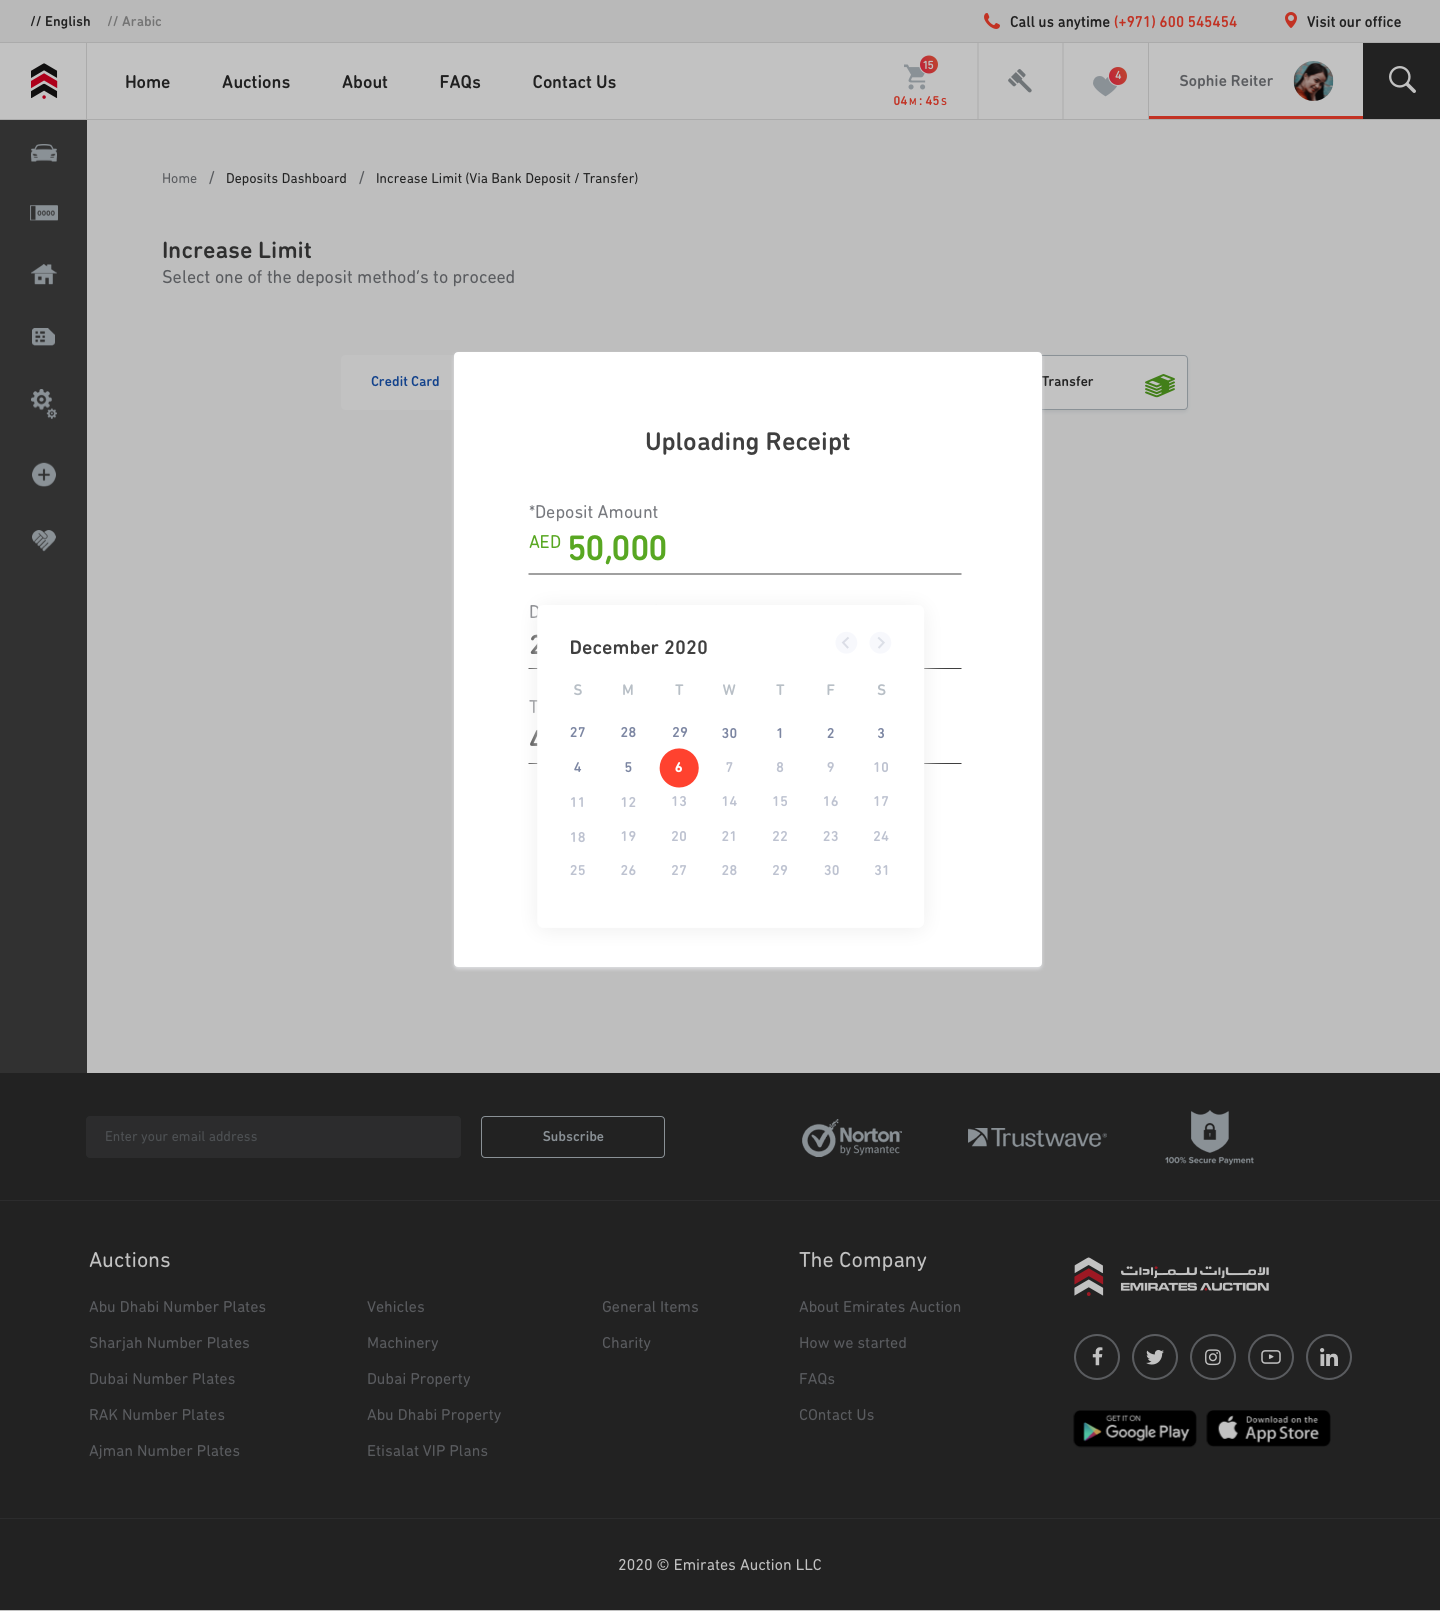 // English // Arabic Call us anytime (+971) 600 545454 Visit our office
Home Auctions About FAQs Contact Us 15 04M : 45S 4 Sophie Reiter
0000
Home / Deposits Dashboard / Increase Limit (Via Bank Deposit / Transfer)
Increase Limit
Select one of the deposit method's to proceed
Credit Card Transfer
Uploading Receipt
*Deposit Amount
AED 50,000
D
2
T
4
December 2020
S M T W T F S
27 28 29 30 1 2 3
4 5 6 7 8 9 10
11 12 13 14 15 16 17
18 19 20 21 22 23 24
25 26 27 28 29 30 31
Enter your email address Subscribe
Norton
by Symantec
Trustwave®
100% Secure Payment
Auctions
Abu Dhabi Number Plates Vehicles General Items
Sharjah Number Plates Machinery Charity
Dubai Number Plates Dubai Property
RAK Number Plates Abu Dhabi Property
Ajman Number Plates Etisalat VIP Plans
The Company
About Emirates Auction
How we started
FAQs
COntact Us
الامارات للمزادات
EMIRATES AUCTION
GET IT ON
Google Play
Download on the
App Store
2020 © Emirates Auction LLC